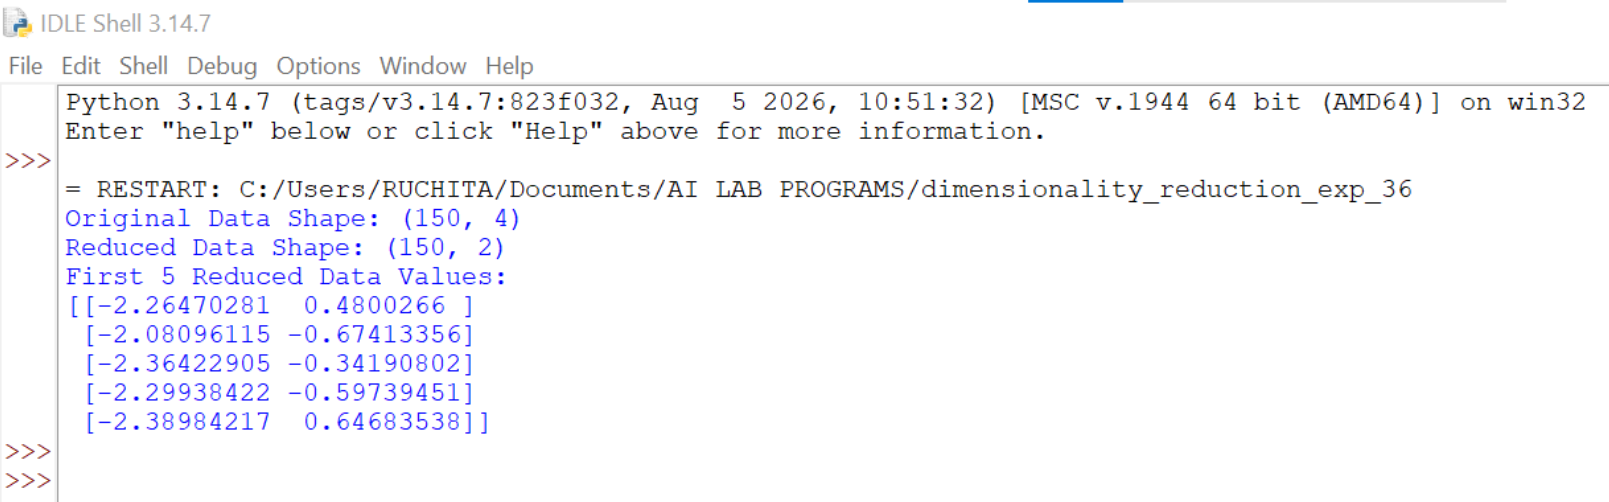 IDLE Shell 3.14.7
File Edit Shell Debug Options Window Help
Python 3.14.7 (tags/v3.14.7:823f032, Aug  5 2026, 10:51:32) [MSC v.1944 64 bit (AMD64)] on win32
Enter "help" below or click "Help" above for more information.
>>>
= RESTART: C:/Users/RUCHITA/Documents/AI LAB PROGRAMS/dimensionality_reduction_exp_36
Original Data Shape: (150, 4)
Reduced Data Shape: (150, 2)
First 5 Reduced Data Values:
[[-2.26470281  0.4800266 ]
 [-2.08096115 -0.67413356]
 [-2.36422905 -0.34190802]
 [-2.29938422 -0.59739451]
 [-2.38984217  0.64683538]]
>>>
>>>